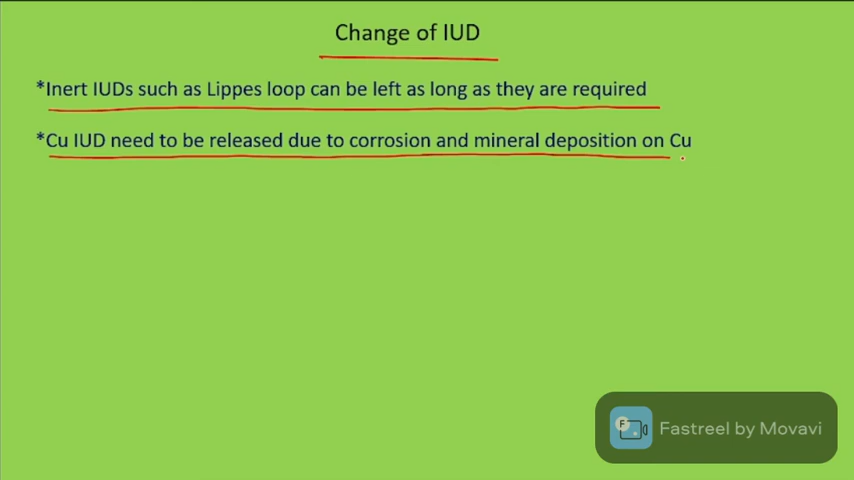 Change of IUD
*Inert IUDs such as Lippes loop can be left as long as they are required
*Cu IUD need to be released due to corrosion and mineral deposition on Cu
Fastreel by Movavi